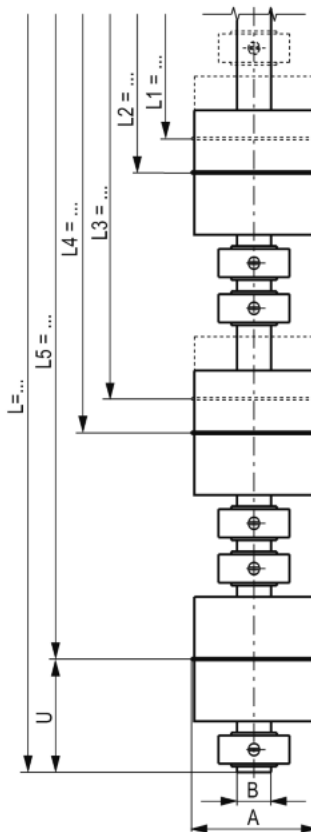 L1 = ...
L2 = ...
L3 = ...
L4 = ...
L5 = ...
L=...
U
B
A